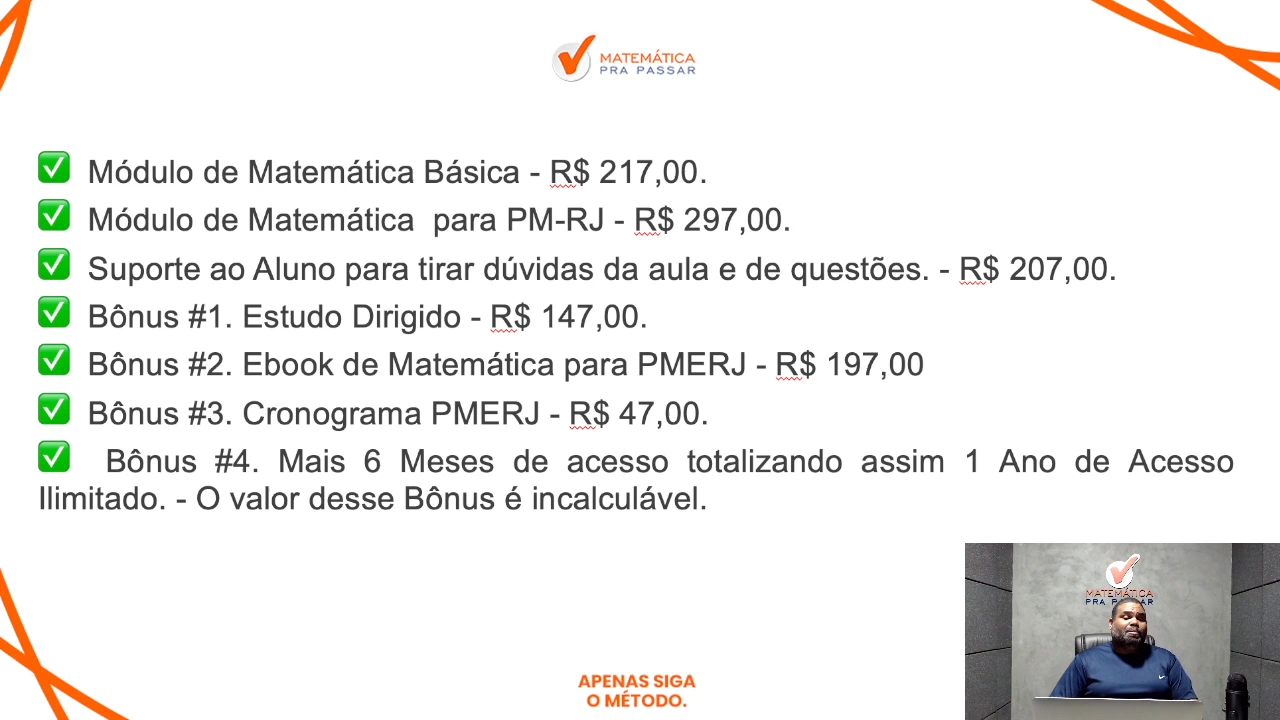 MATEMÁTICA
PRA PASSAR
✅ Módulo de Matemática Básica - R$ 217,00.
✅ Módulo de Matemática  para PM-RJ - R$ 297,00.
✅ Suporte ao Aluno para tirar dúvidas da aula e de questões. - R$ 207,00.
✅ Bônus #1. Estudo Dirigido - R$ 147,00.
✅ Bônus #2. Ebook de Matemática para PMERJ - R$ 197,00
✅ Bônus #3. Cronograma PMERJ - R$ 47,00.
✅ Bônus #4. Mais 6 Meses de acesso totalizando assim 1 Ano de Acesso
Ilimitado. - O valor desse Bônus é incalculável.
MATEMÁTICA
PRA PASSAR
APENAS SIGA
O MÉTODO.